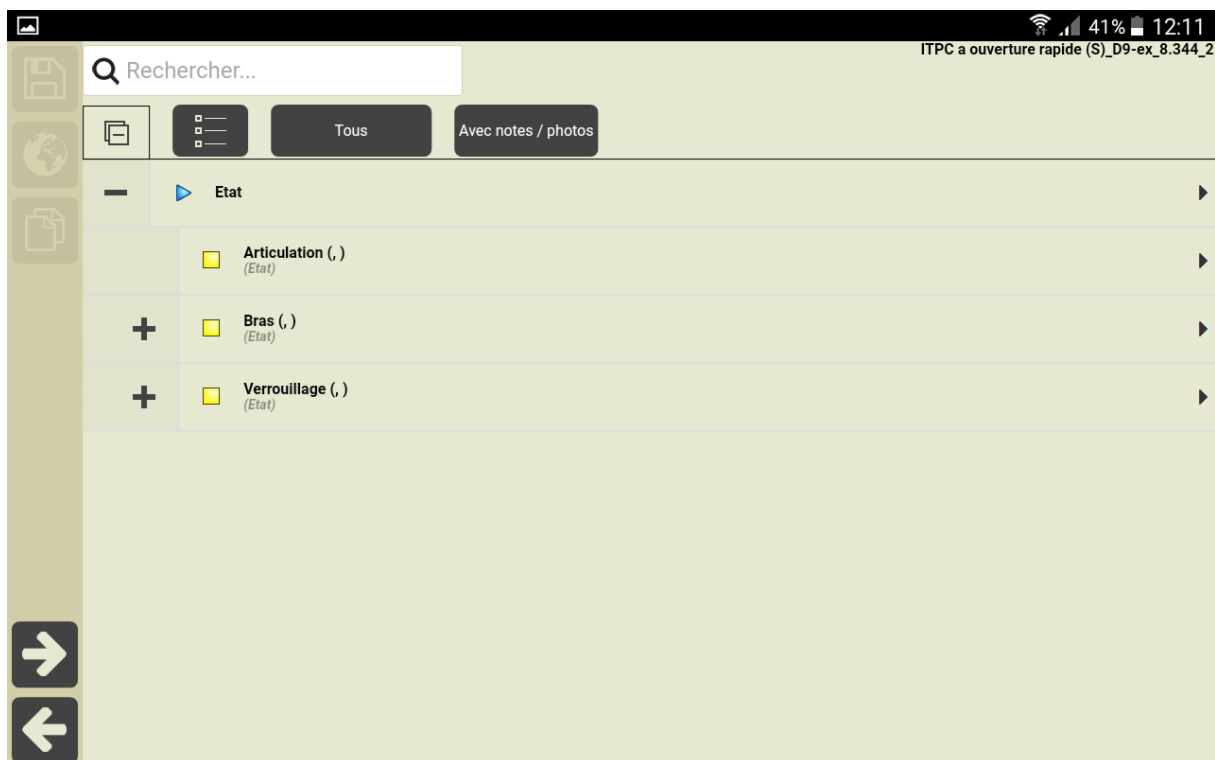 41% 12:11
ITPC a ouverture rapide (S)_D9-ex_8.344_2
Rechercher...
Tous
Avec notes / photos
Etat
Articulation (, )
(Etat)
Bras (, )
(Etat)
Verrouillage (, )
(Etat)